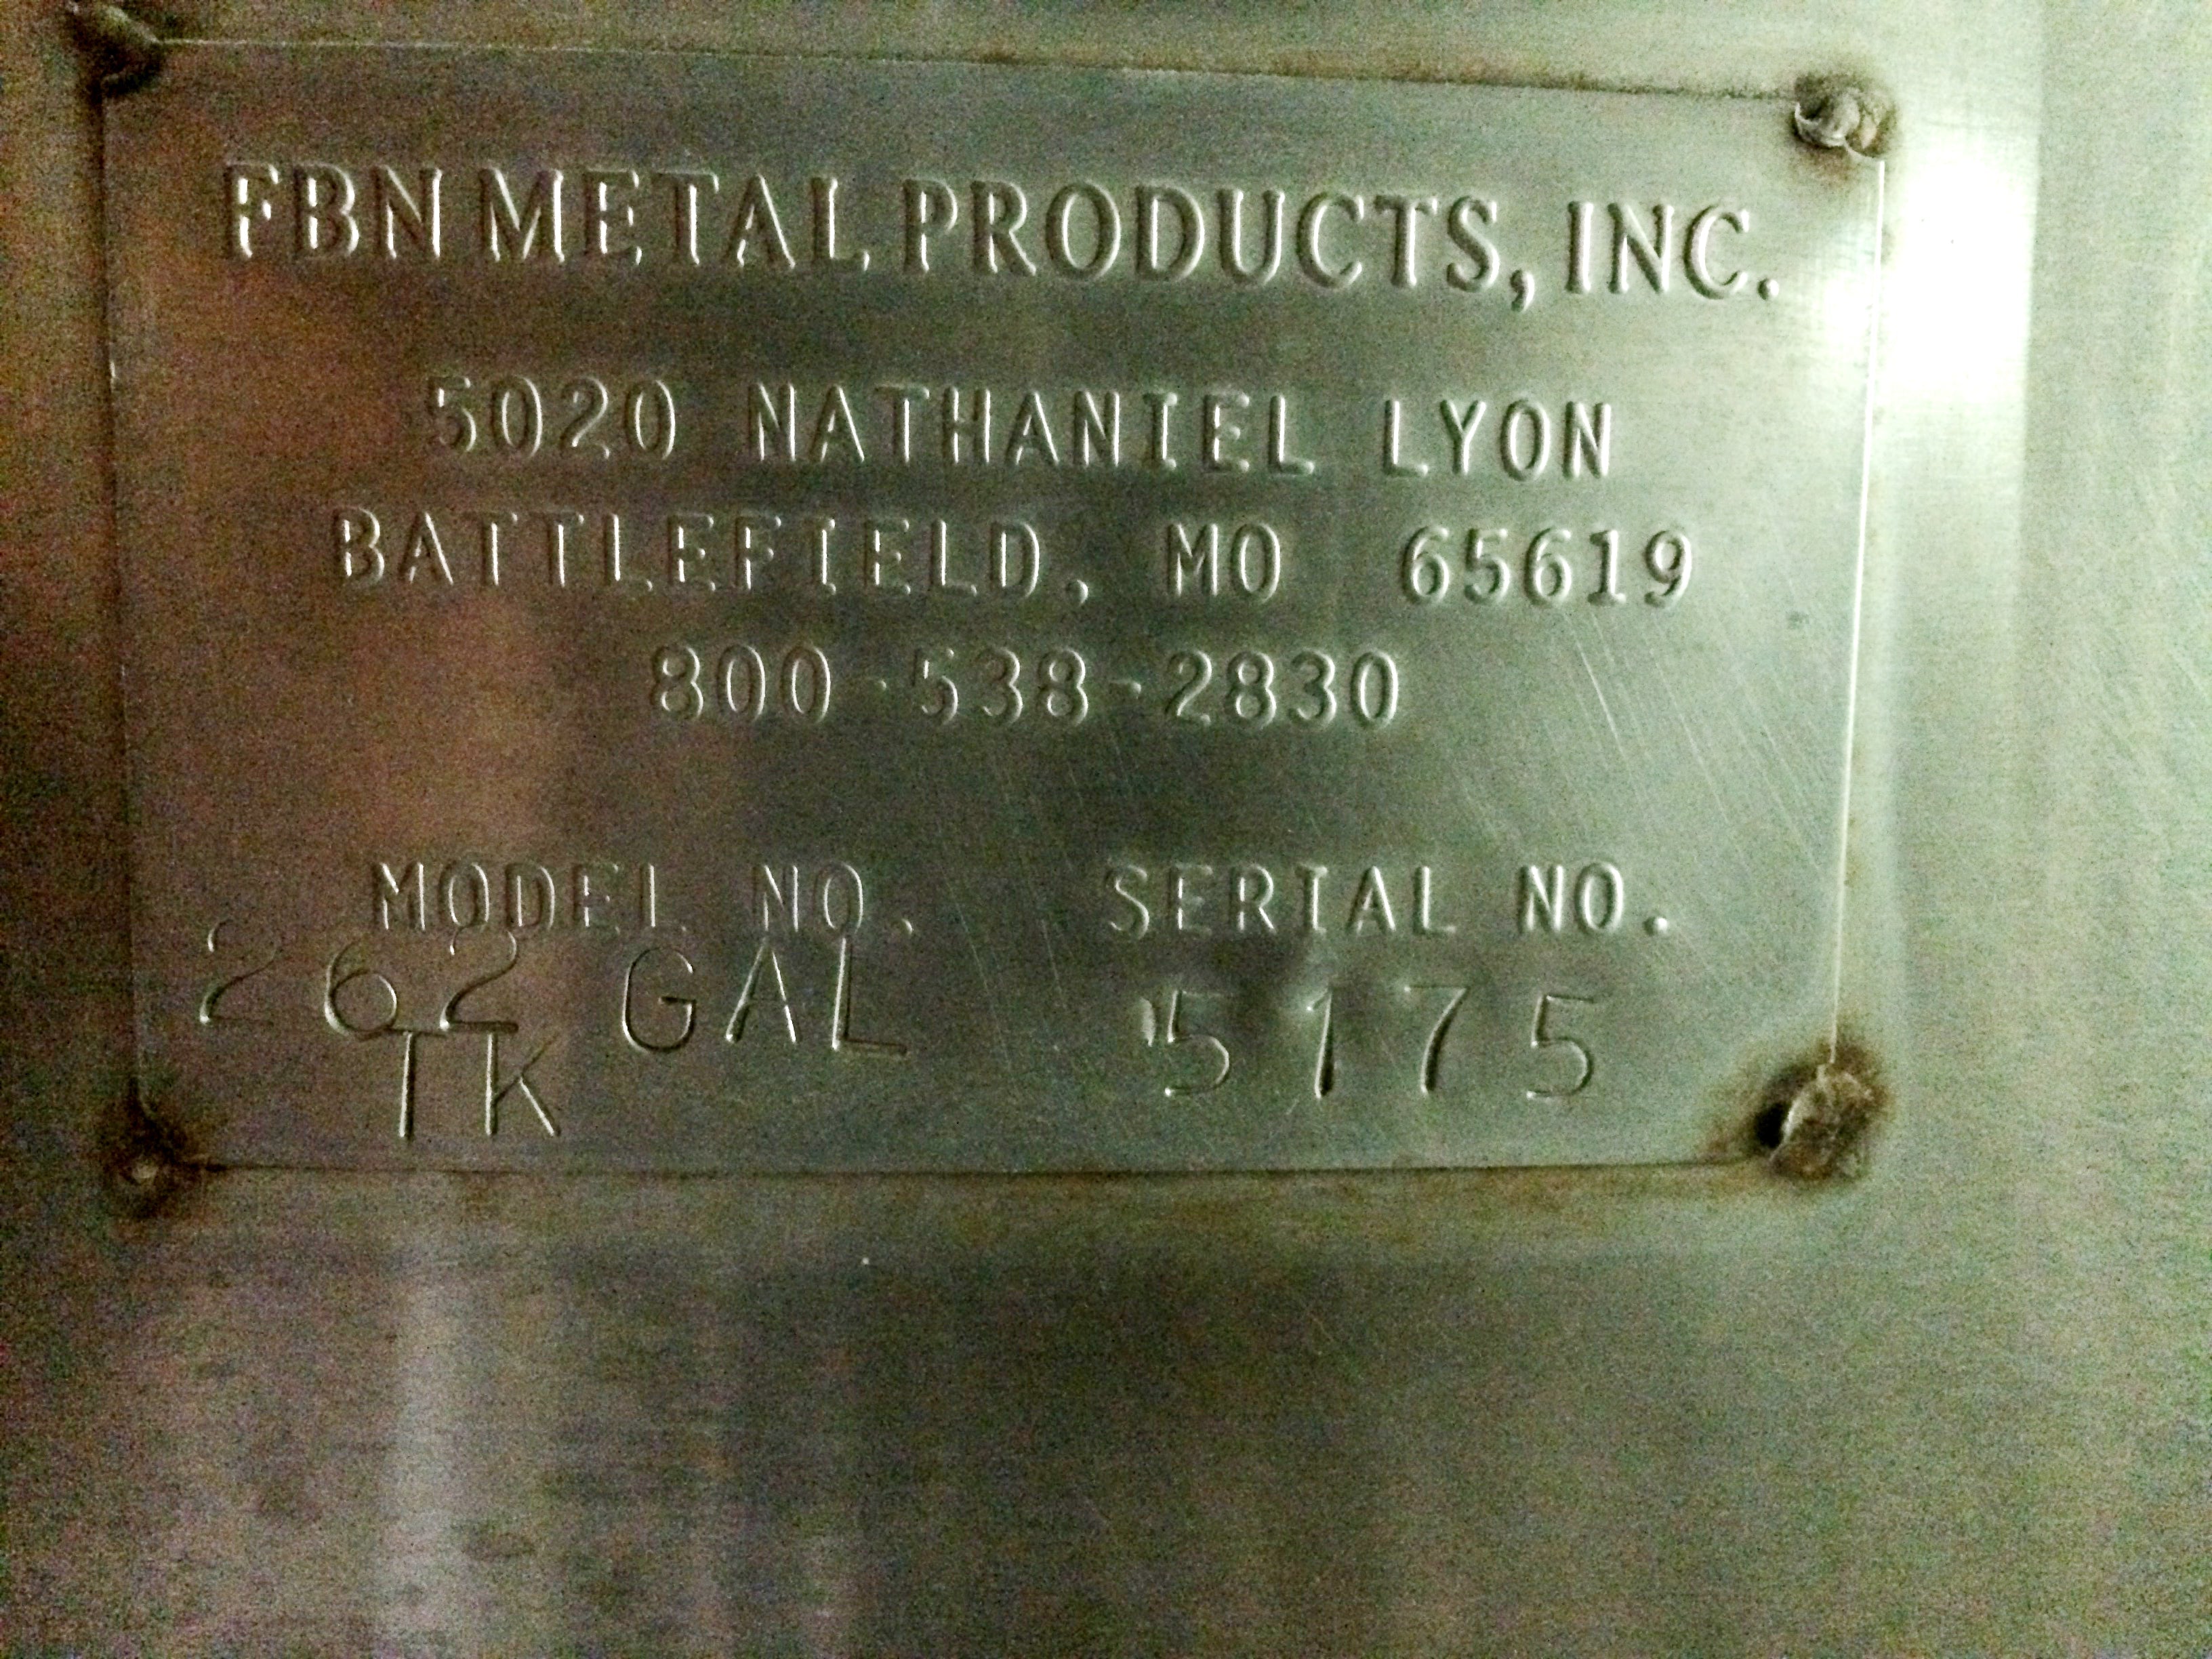 FBN METAL PRODUCTS, INC.
5020 NATHANIEL LYON
BATTLEFIELD, MO 65619
800-538-2830
MODEL NO. SERIAL NO.
262 GAL 5175
TK